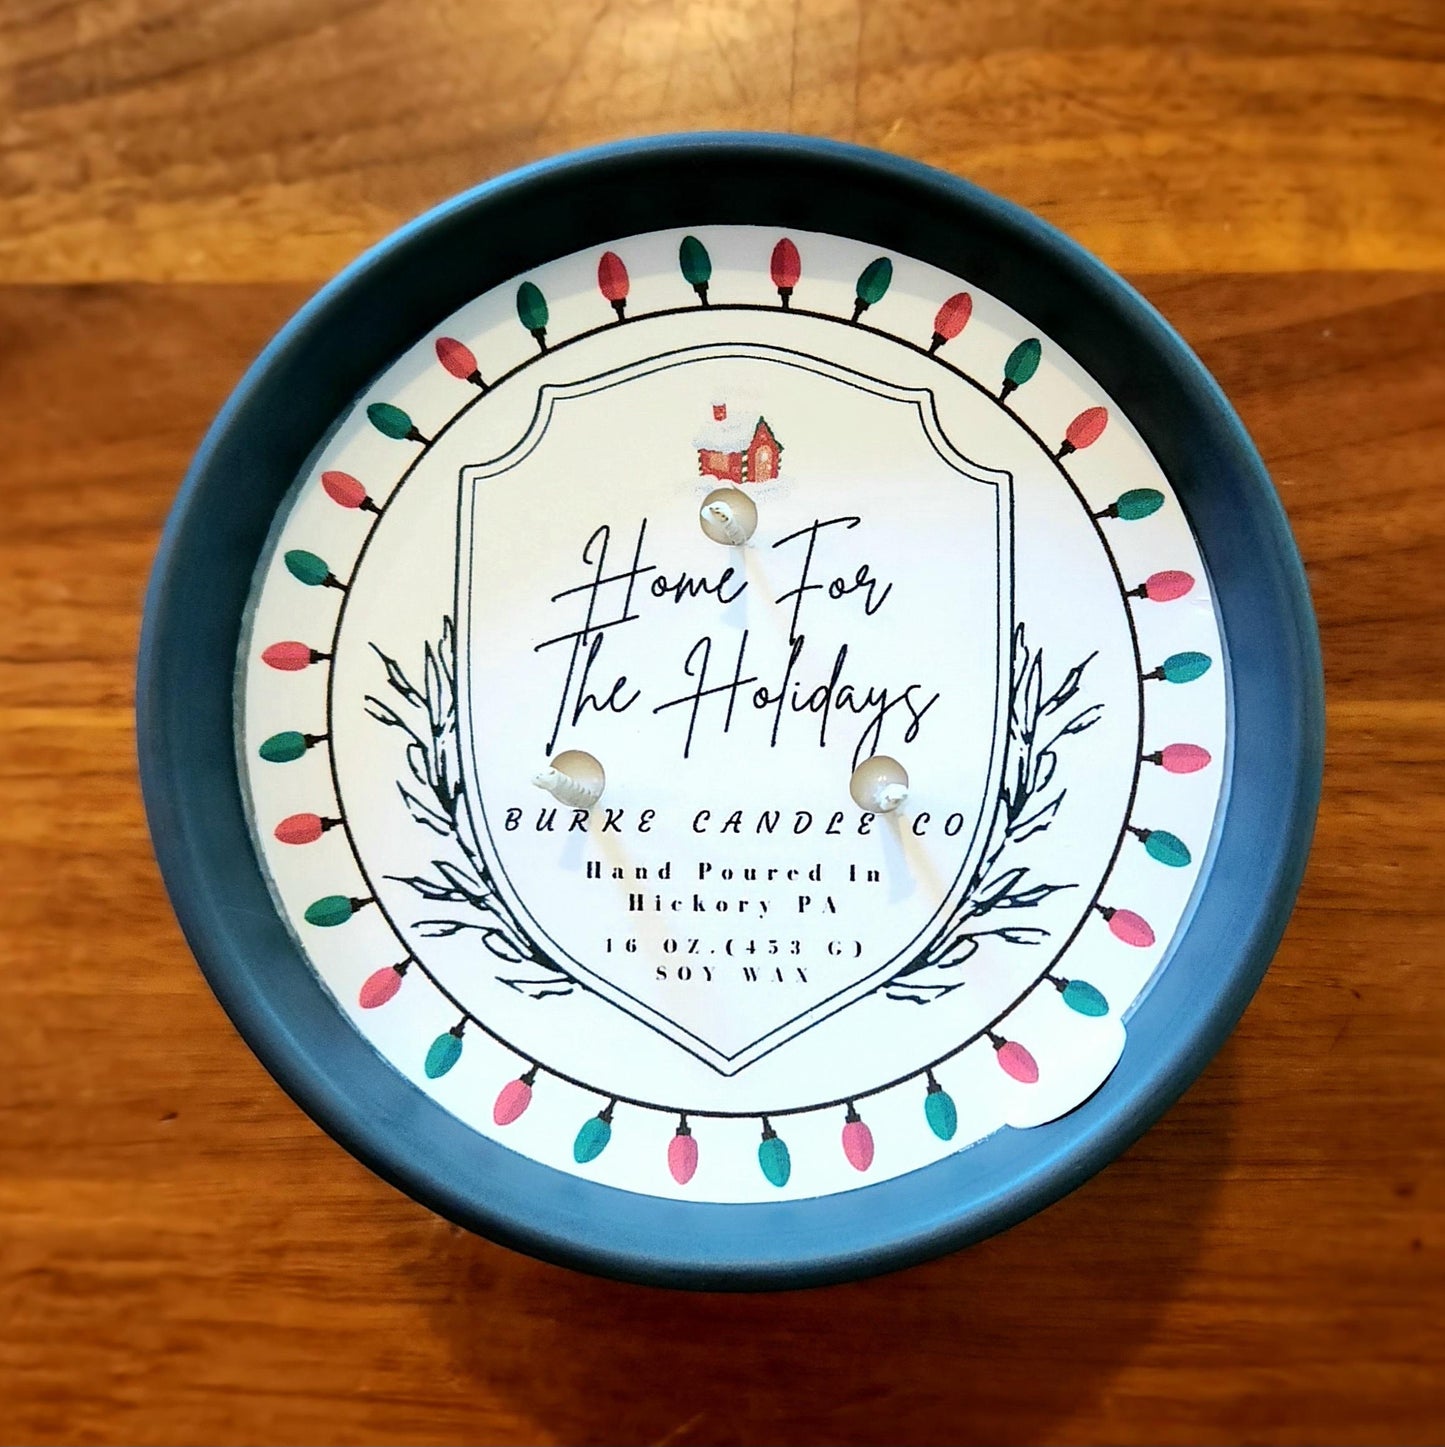 Home For
The Holidays
BURKE CANDLE CO
Hand Poured In
Hickory PA
16 OZ.(453 G)
SOY WAX